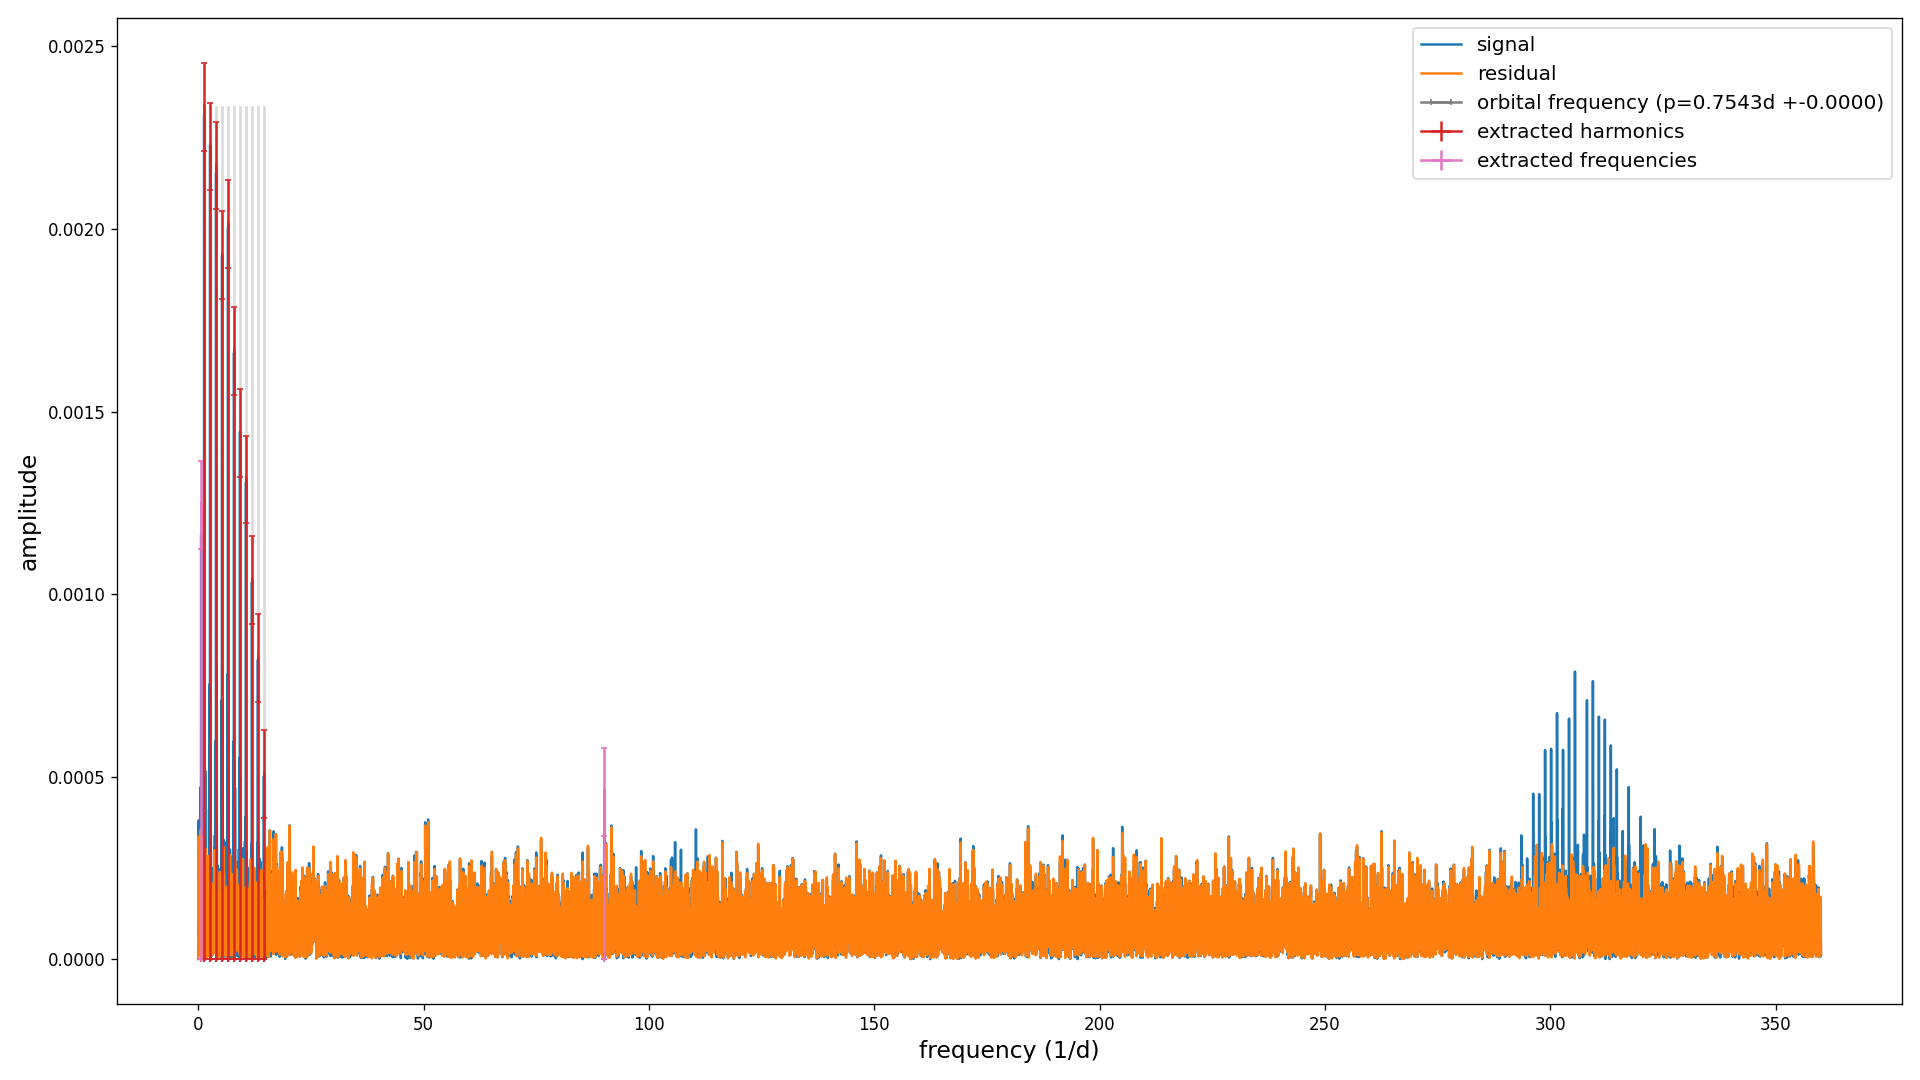 signal
residual
orbital frequency (p=0.7543d +-0.0000)
extracted harmonics
extracted frequencies
0.0025
0.0020
0.0015
0.0010
0.0005
0.0000
amplitude
0 50 100 150 200 250 300 350
frequency (1/d)